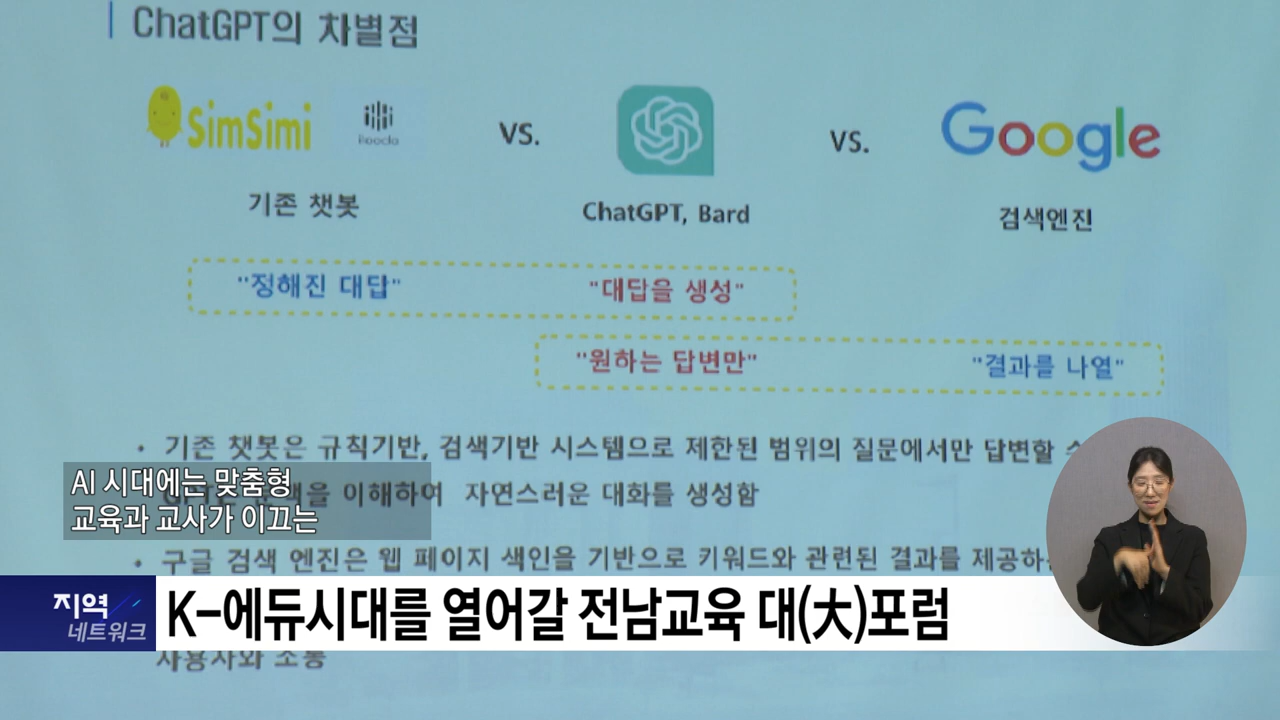 ChatGPT의 차별점
SimSimi
VS.
VS.
Google
기존 챗봇
ChatGPT, Bard
검색엔진
"정해진 대답"
"대답을 생성"
"원하는 답변만"
"결과를 나열"
• 기존 챗봇은 규칙기반, 검색기반 시스템으로 제한된 범위의 질문에서만 답변할
이해하여 자연스러운 대화를 생성함
AI 시대에는 맞춤형
교육과 교사가 이끄는
• 구글 검색 엔진은 웹 페이지 색인을 기반으로 키워드와 관련된 결과를 제공하
지역
네트워크
K-에듀시대를 열어갈 전남교육 대(大)포럼
사용자와 소통